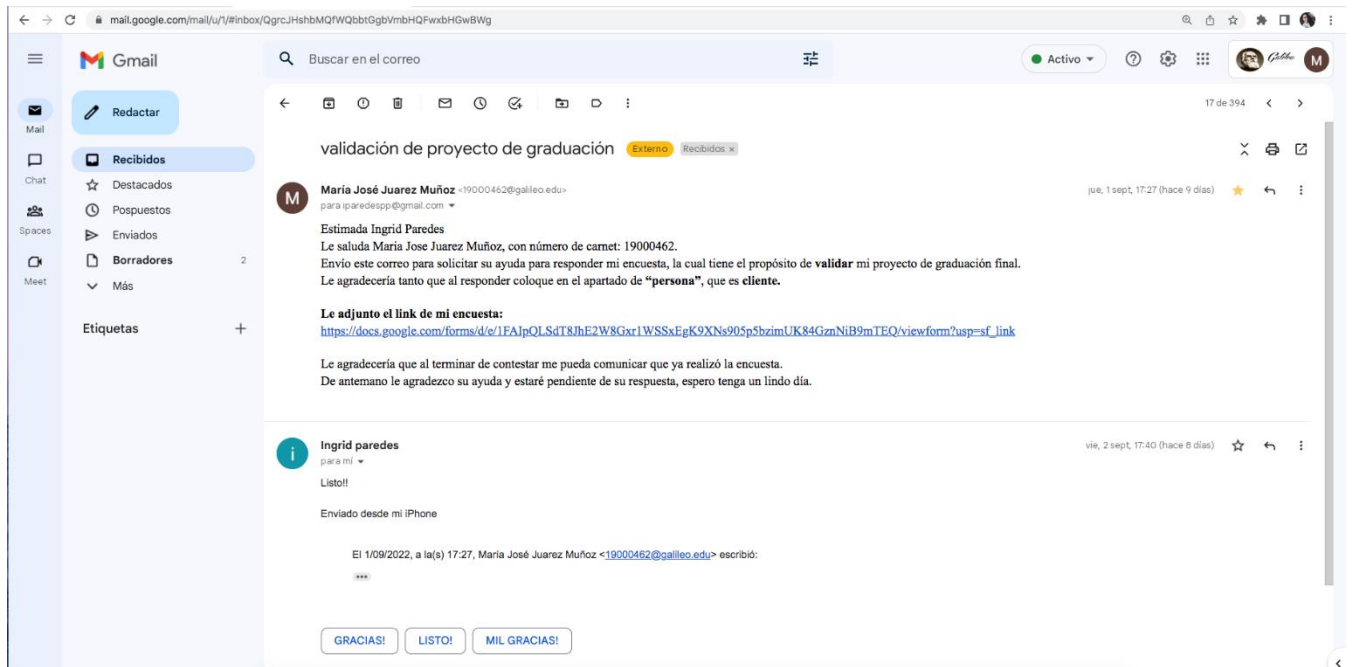 mail.google.com/mail/u/1/#inbox/QgrcJHshbMQfWQbbtGgbVmbHQFwxbHGwBWg
Gmail
Buscar en el correo
Activo
Galileo
M
Mail
Chat
Spaces
Meet
Redactar
Recibidos
Destacados
Pospuestos
Enviados
Borradores 2
Más
Etiquetas +
17 de 394
validación de proyecto de graduación Externo Recibidos x
M
María José Juarez Muñoz <19000462@galileo.edu> jue, 1 sept, 17:27 (hace 9 días)
para iparedespp@gmail.com
Estimada Ingrid Paredes
Le saluda Maria Jose Juarez Muñoz, con número de carnet: 19000462.
Envío este correo para solicitar su ayuda para responder mi encuesta, la cual tiene el propósito de validar mi proyecto de graduación final.
Le agradecería tanto que al responder coloque en el apartado de “persona”, que es cliente.
Le adjunto el link de mi encuesta:
https://docs.google.com/forms/d/e/1FAIpQLSdT8JhE2W8Gxr1WSSxEgK9XNs905p5bzimUK84GznNiB9mTEQ/viewform?usp=sf_link
Le agradecería que al terminar de contestar me pueda comunicar que ya realizó la encuesta.
De antemano le agradezco su ayuda y estaré pendiente de su respuesta, espero tenga un lindo día.
i
Ingrid paredes vie, 2 sept, 17:40 (hace 8 días)
para mí
Listo!!
Enviado desde mi iPhone
El 1/09/2022, a la(s) 17:27, María José Juarez Muñoz <19000462@galileo.edu> escribió:
GRACIAS! LISTO! MIL GRACIAS!